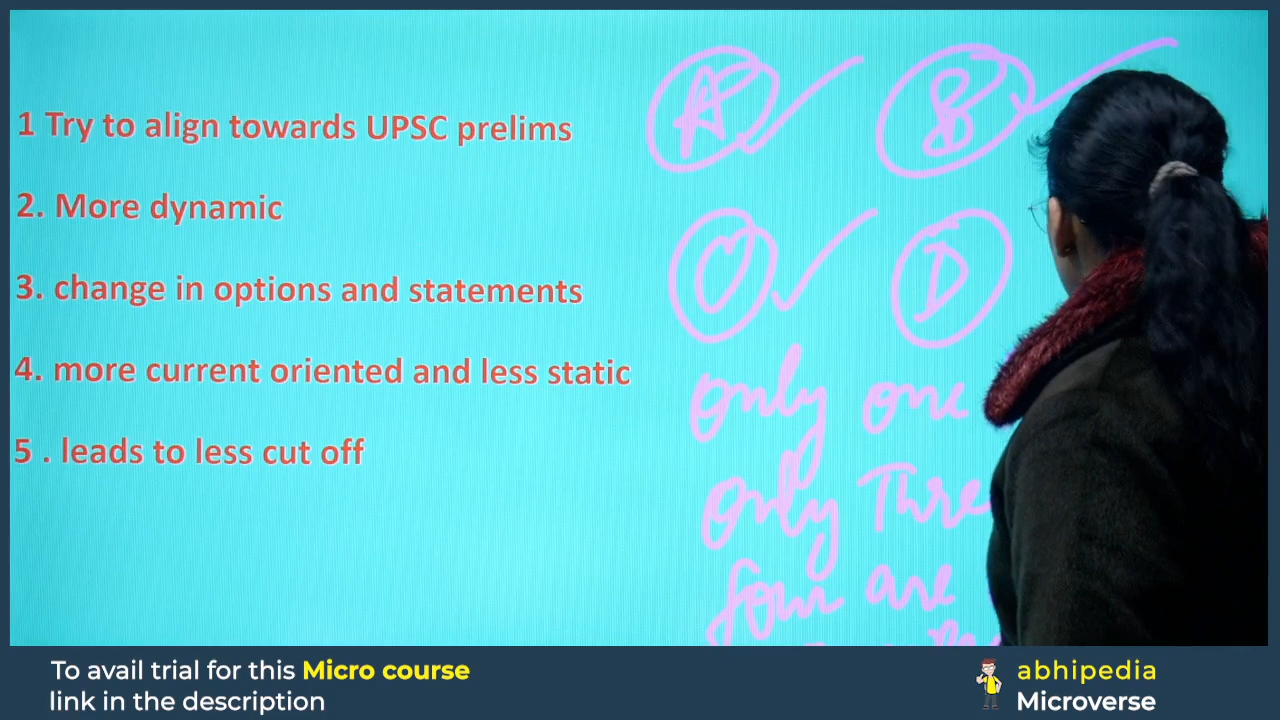 1 Try to align towards UPSC prelims
2. More dynamic
3. change in options and statements
4. more current oriented and less static
5 . leads to less cut off
A B
D
only one
only Three
four are
To avail trial for this Micro course
link in the description
abhipedia
Microverse